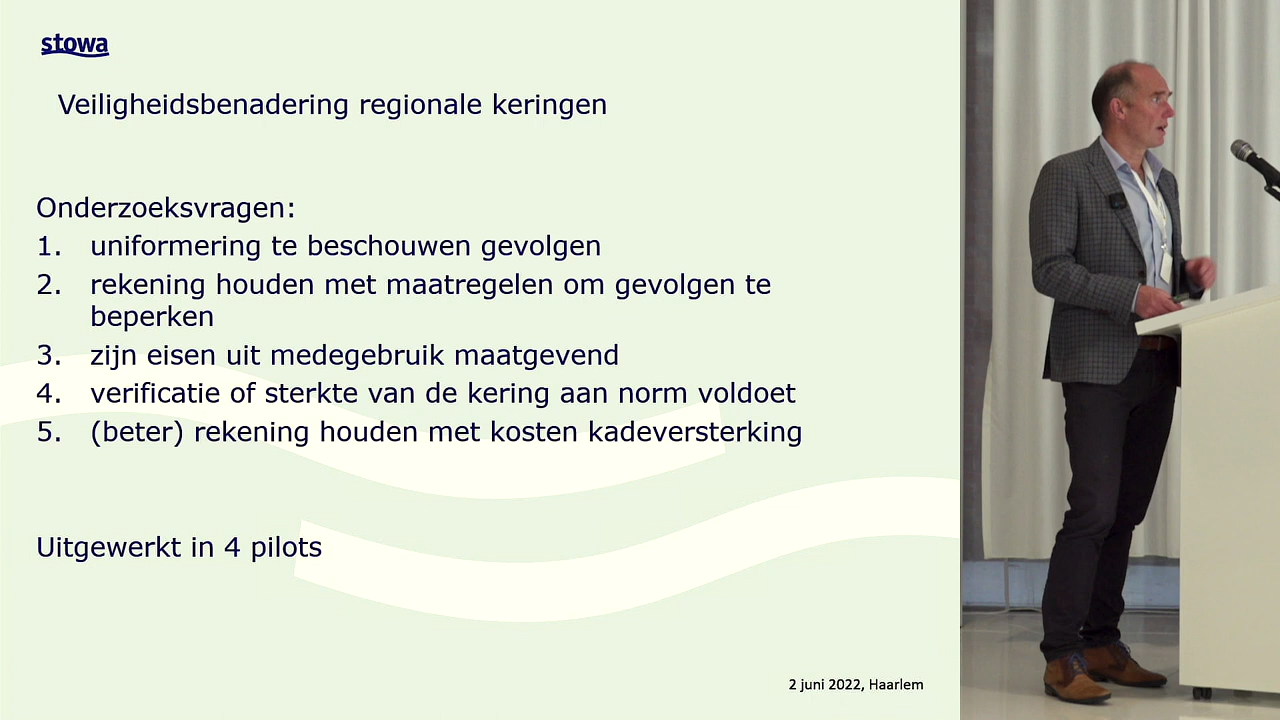 stowa
Veiligheidsbenadering regionale keringen
Onderzoeksvragen:
1. uniformering te beschouwen gevolgen
2. rekening houden met maatregelen om gevolgen te
beperken
3. zijn eisen uit medegebruik maatgevend
4. verificatie of sterkte van de kering aan norm voldoet
5. (beter) rekening houden met kosten kadeversterking
Uitgewerkt in 4 pilots
2 juni 2022, Haarlem